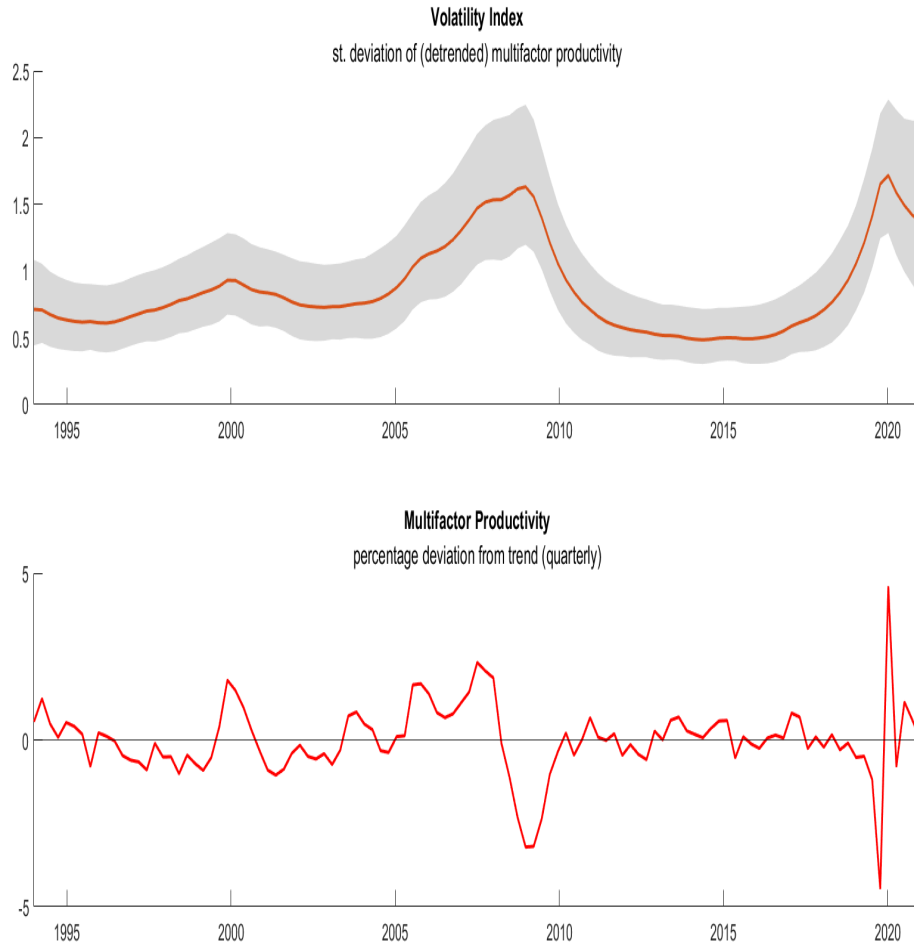 Volatility Index
st. deviation of (detrended) multifactor productivity
2.5
2
1.5
1
0.5
0
1995 2000 2005 2010 2015 2020
Multifactor Productivity
percentage deviation from trend (quarterly)
5
0
-5
1995 2000 2005 2010 2015 2020